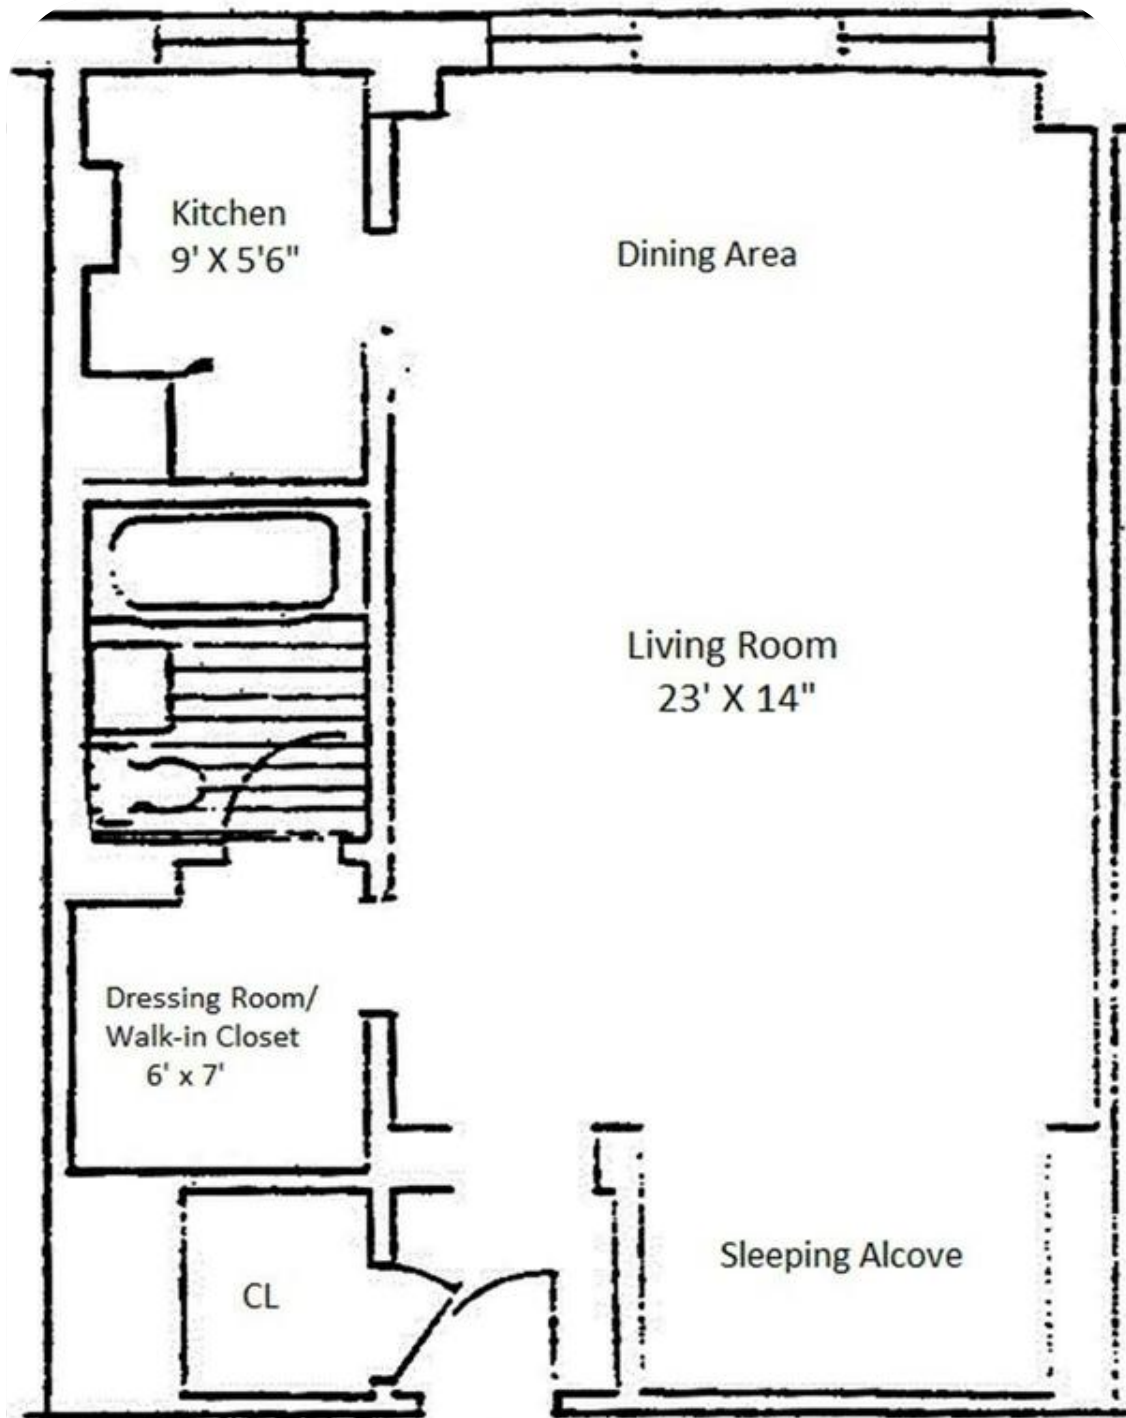 Kitchen
9' X 5'6"
Dining Area
Living Room
23' X 14"
Dressing Room/
Walk-in Closet
6' x 7'
CL
Sleeping Alcove